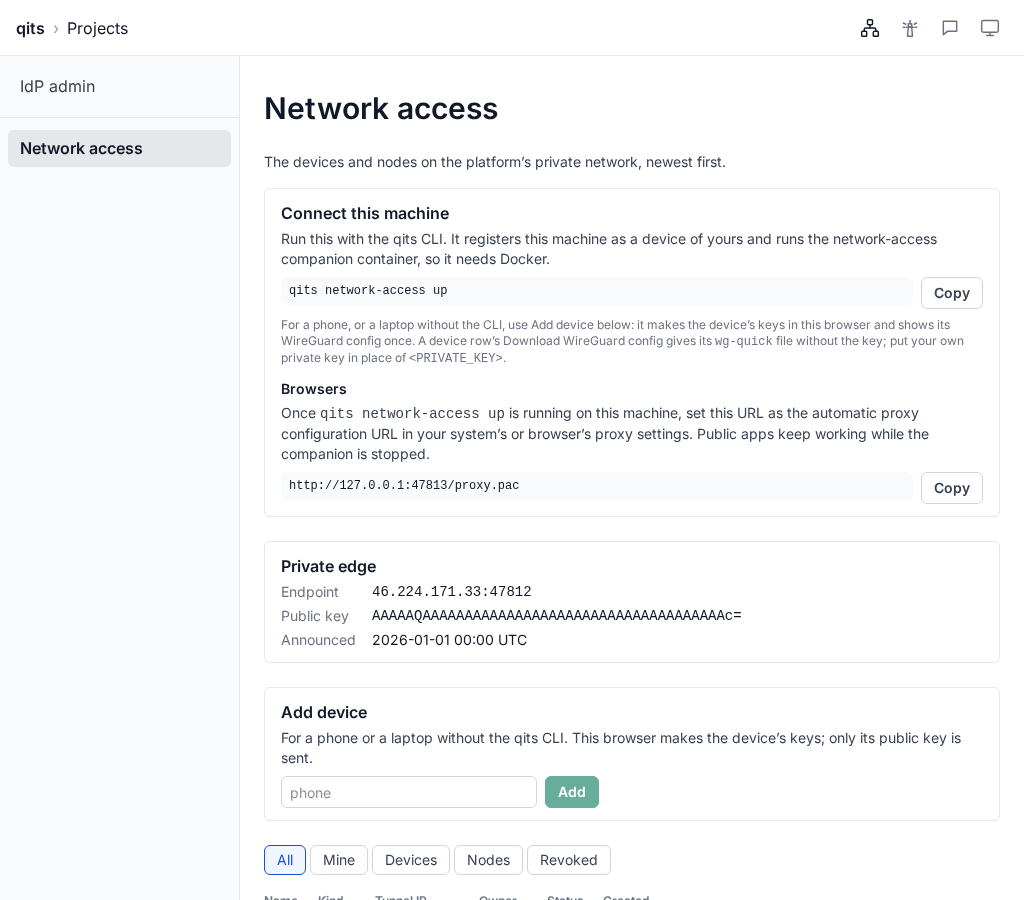 qits › Projects
IdP admin
Network access
Network access
The devices and nodes on the platform’s private network, newest first.
Connect this machine
Run this with the qits CLI. It registers this machine as a device of yours and runs the network-access
companion container, so it needs Docker.
qits network-access up
Copy
For a phone, or a laptop without the CLI, use Add device below: it makes the device’s keys in this browser and shows its
WireGuard config once. A device row’s Download WireGuard config gives its wg-quick file without the key; put your own
private key in place of <PRIVATE_KEY>.
Browsers
Once qits network-access up is running on this machine, set this URL as the automatic proxy
configuration URL in your system’s or browser’s proxy settings. Public apps keep working while the
companion is stopped.
http://127.0.0.1:47813/proxy.pac
Copy
Private edge
Endpoint 46.224.171.33:47812
Public key AAAAAQAAAAAAAAAAAAAAAAAAAAAAAAAAAAAAAAAAAAc=
Announced 2026-01-01 00:00 UTC
Add device
For a phone or a laptop without the qits CLI. This browser makes the device’s keys; only its public key is
sent.
phone
Add
All Mine Devices Nodes Revoked
Name Kind Tunnel IP Owner Status Created